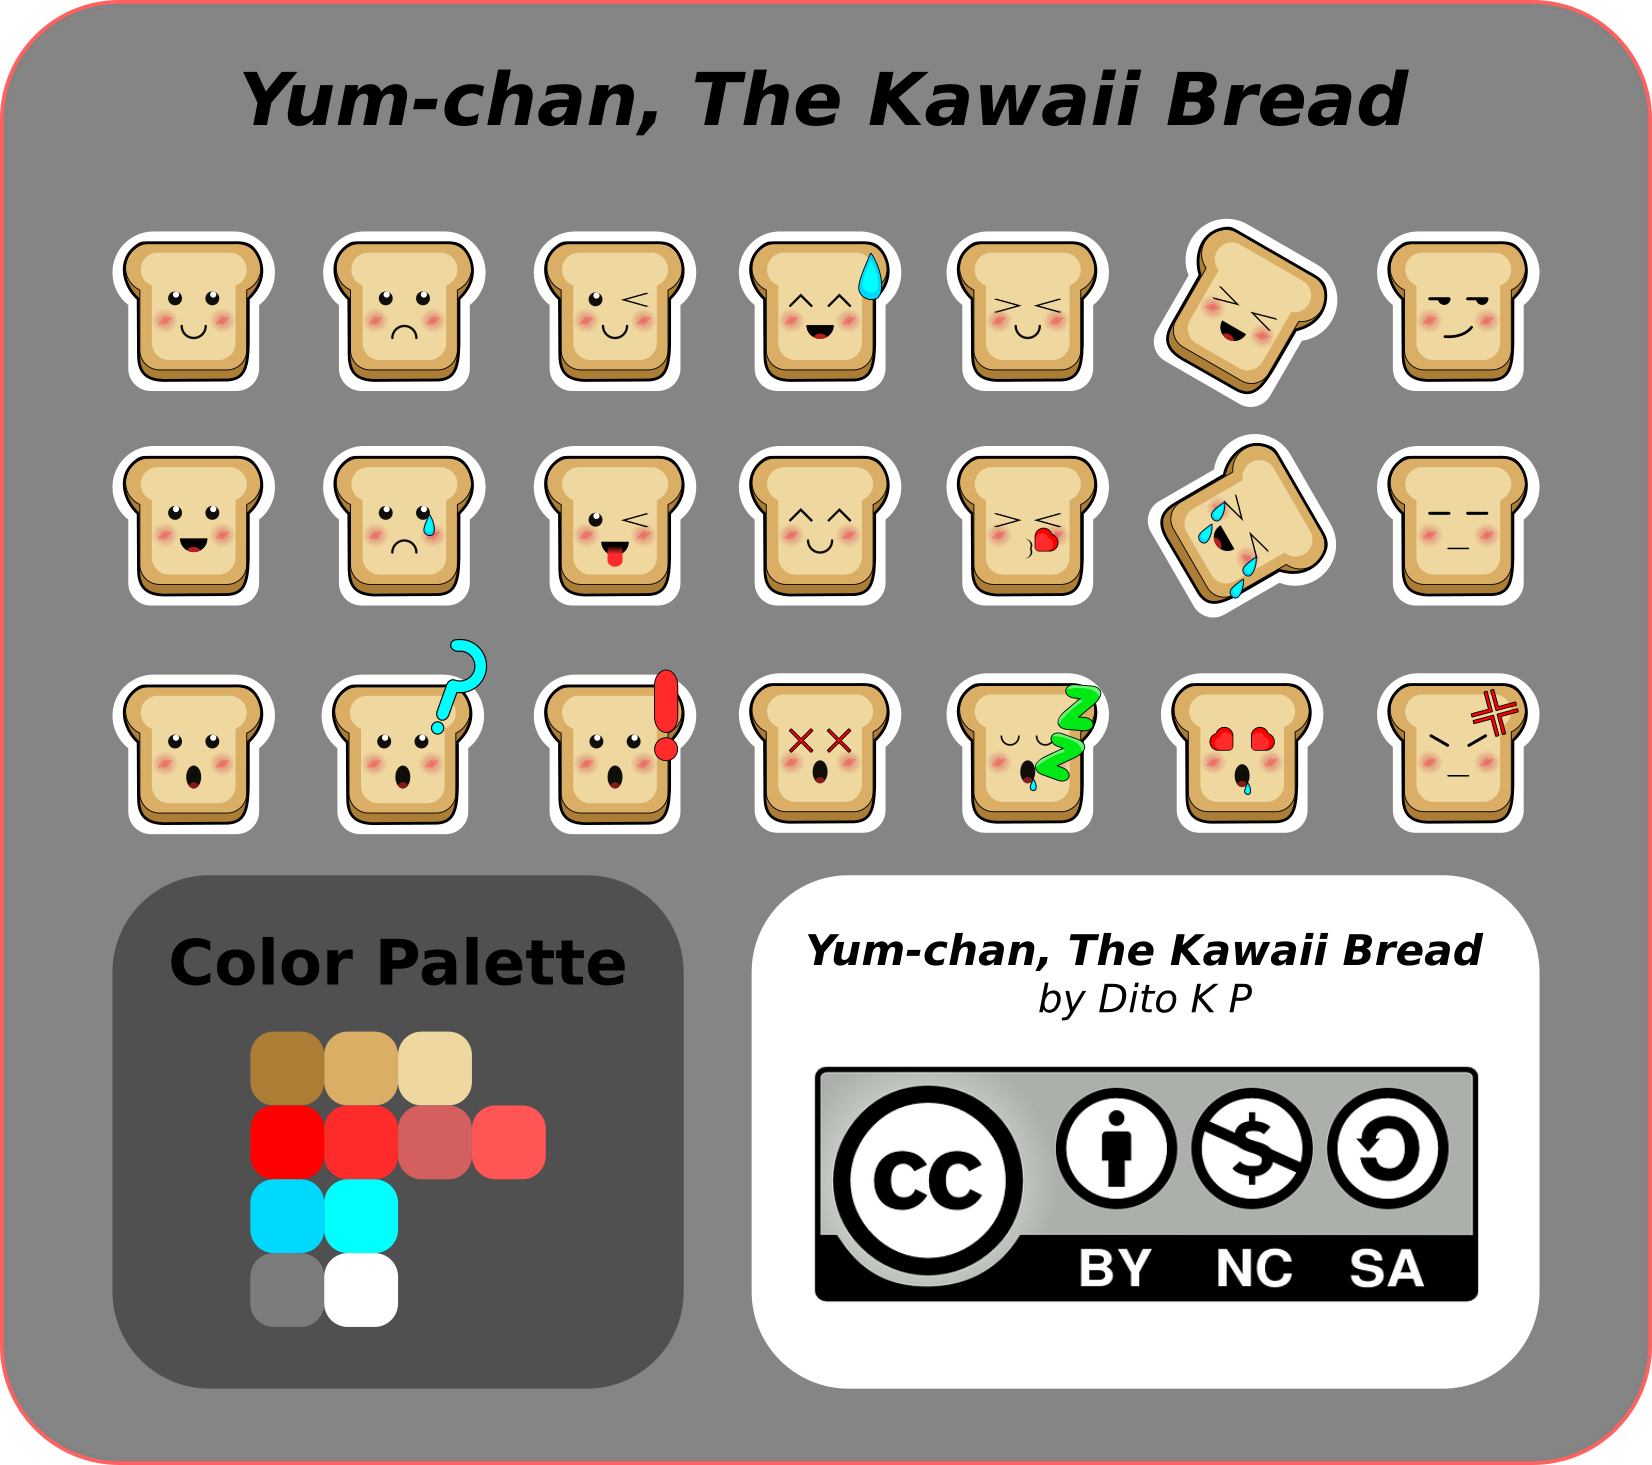 Yum-chan, The Kawaii Bread
Color Palette
Yum-chan, The Kawaii Bread
by Dito K P
CC
BY NC SA